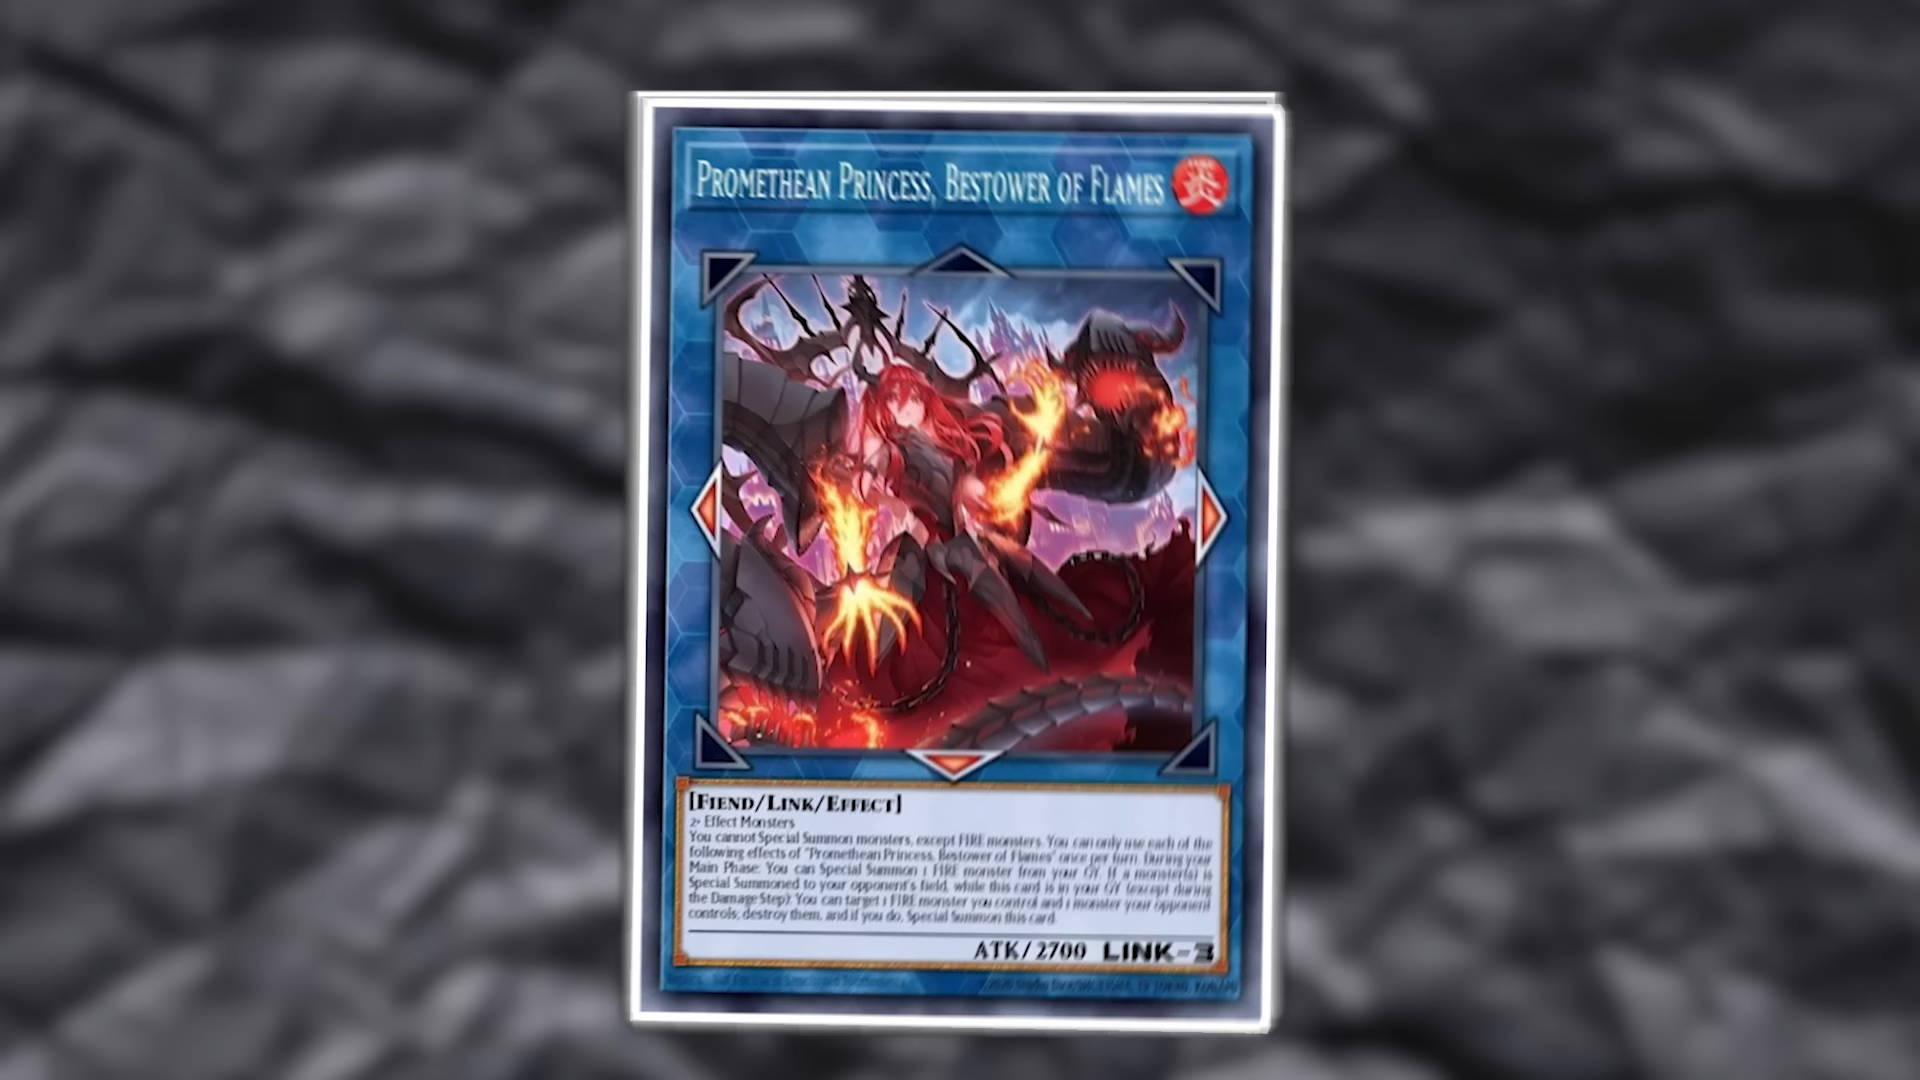 PROMETHEAN PRINCESS, BESTOWER OF FLAMES
炎
[FIEND/LINK/EFFECT]
2+ Effect Monsters
You cannot Special Summon monsters, except FIRE monsters. You can only use each of the
following effects of "Promethean Princess, Bestower of Flames" once per turn. During your
Main Phase: You can Special Summon 1 FIRE monster from your GY. If a monster(s) is
Special Summoned to your opponent's field, while this card is in your GY (except during
the Damage Step): You can target 1 FIRE monster you control and 1 monster your opponent
controls; destroy them, and if you do, Special Summon this card.
ATK/2700 LINK-3